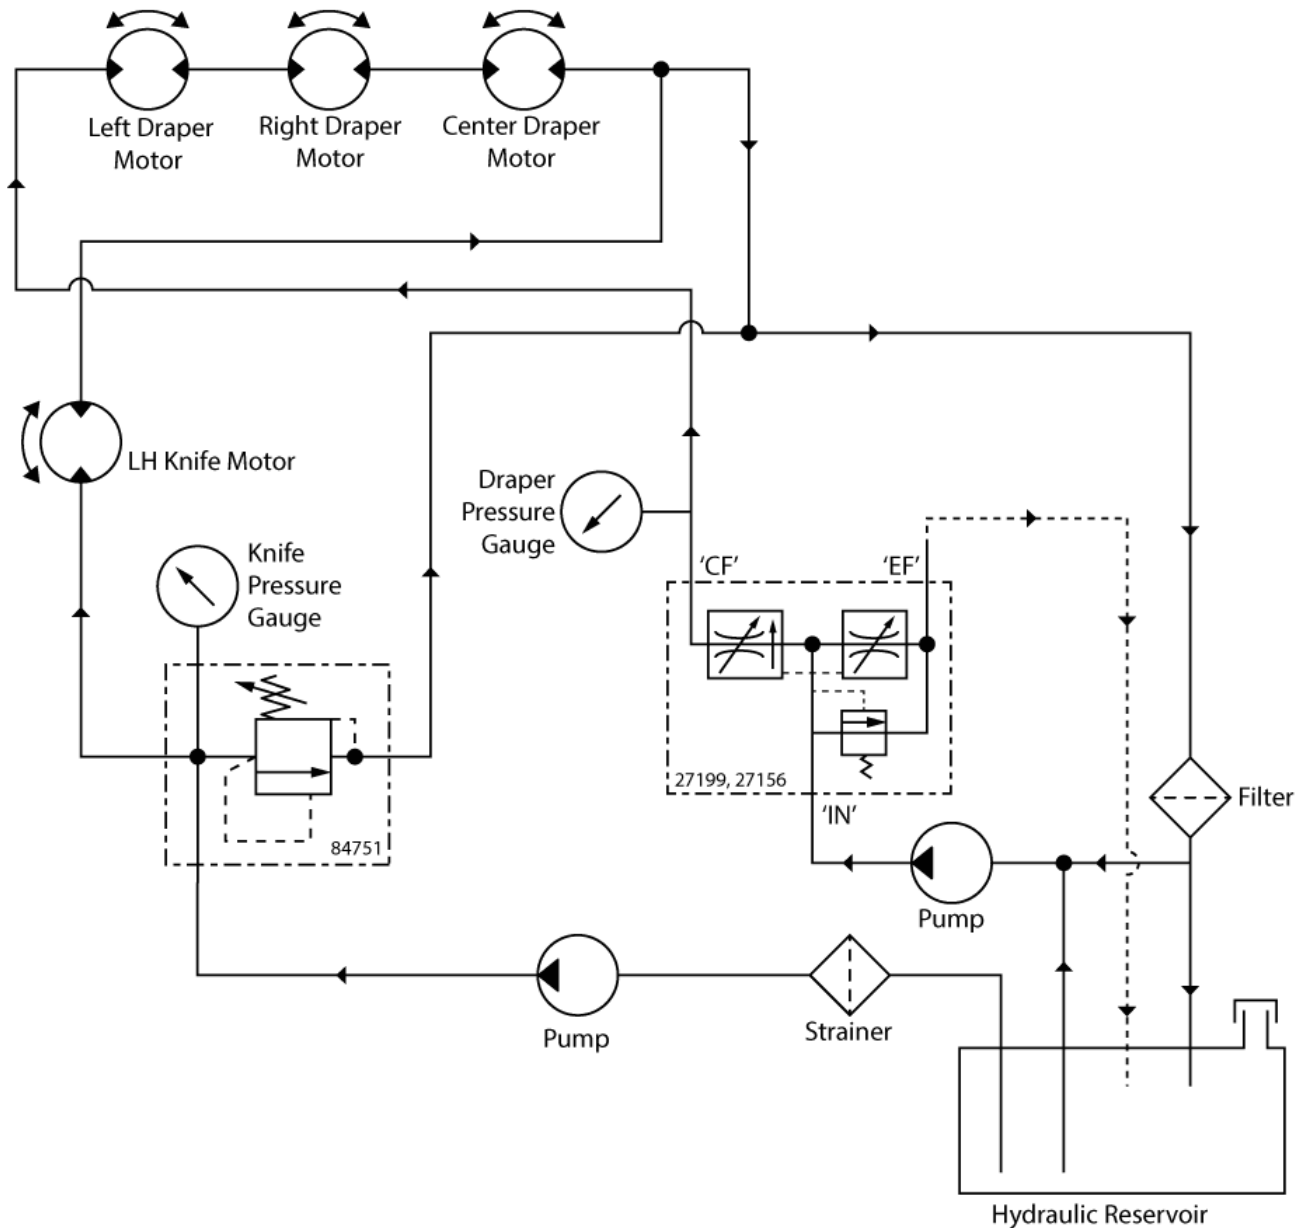 Left Draper
Motor
Right Draper
Motor
Center Draper
Motor
LH Knife Motor
Draper
Pressure
Gauge
Knife
Pressure
Gauge
‘CF’
‘EF’
27199, 27156
‘IN’
Filter
84751
Pump
Pump
Strainer
Hydraulic Reservoir